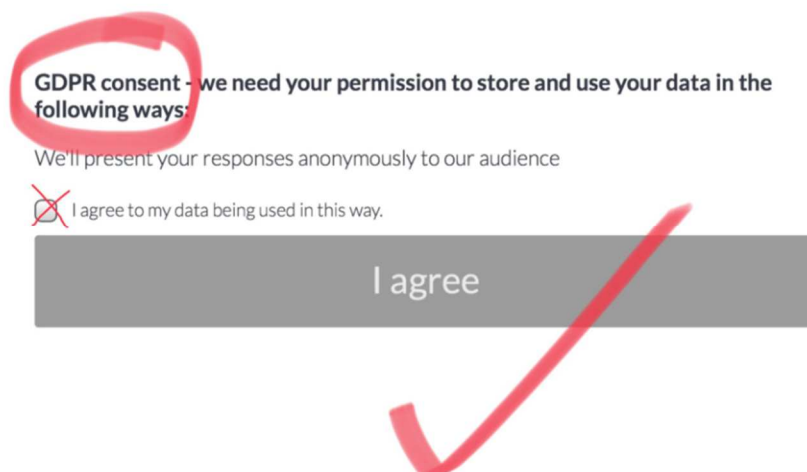 GDPR consent - we need your permission to store and use your data in the
following ways:
We'll present your responses anonymously to our audience
I agree to my data being used in this way.
I agree